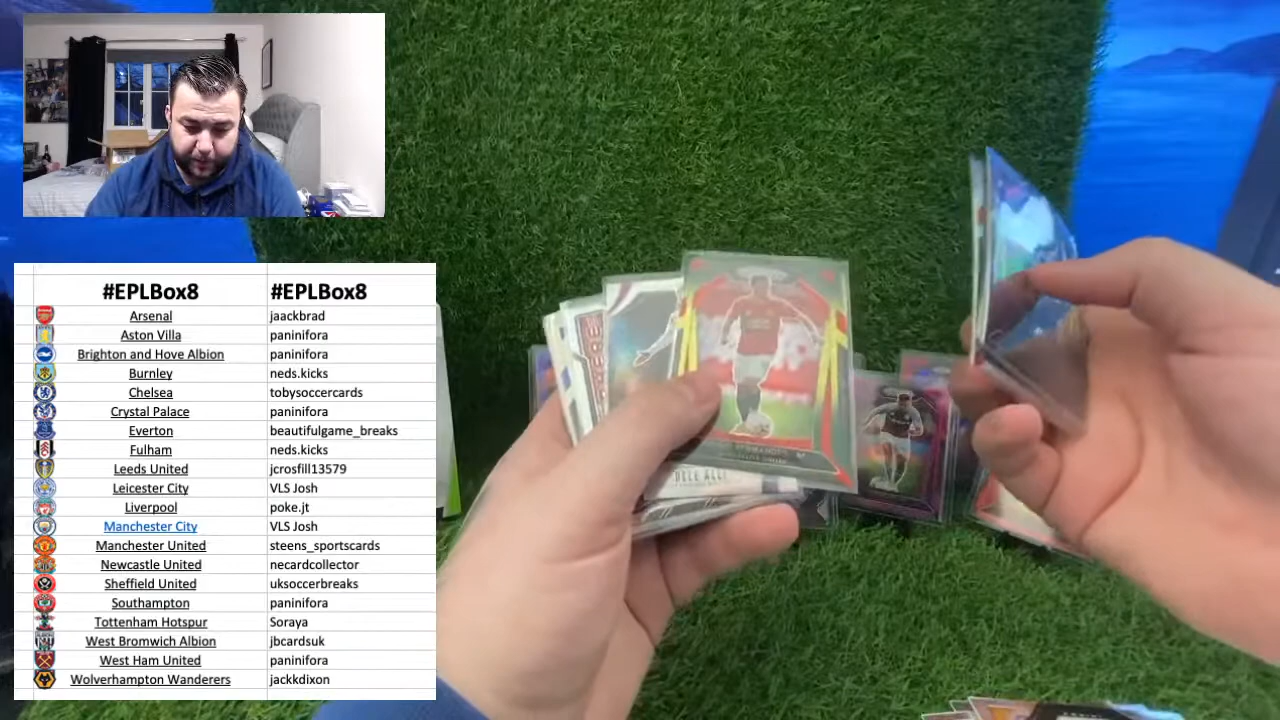 #EPLBox8 #EPLBox8
Arsenal jaackbrad
Aston Villa paninifora
Brighton and Hove Albion paninifora
Burnley neds.kicks
Chelsea tobysoccercards
Crystal Palace paninifora
Everton beautifulgame_breaks
Fulham neds.kicks
Leeds United jcrosfill13579
Leicester City VLS Josh
Liverpool poke.jt
Manchester City VLS Josh
Manchester United steens_sportscards
Newcastle United necardcollector
Sheffield United uksoccerbreaks
Southampton paninifora
Tottenham Hotspur Soraya
West Bromwich Albion jbcardsuk
West Ham United paninifora
Wolverhampton Wanderers jackkdixon
DELE ALLI